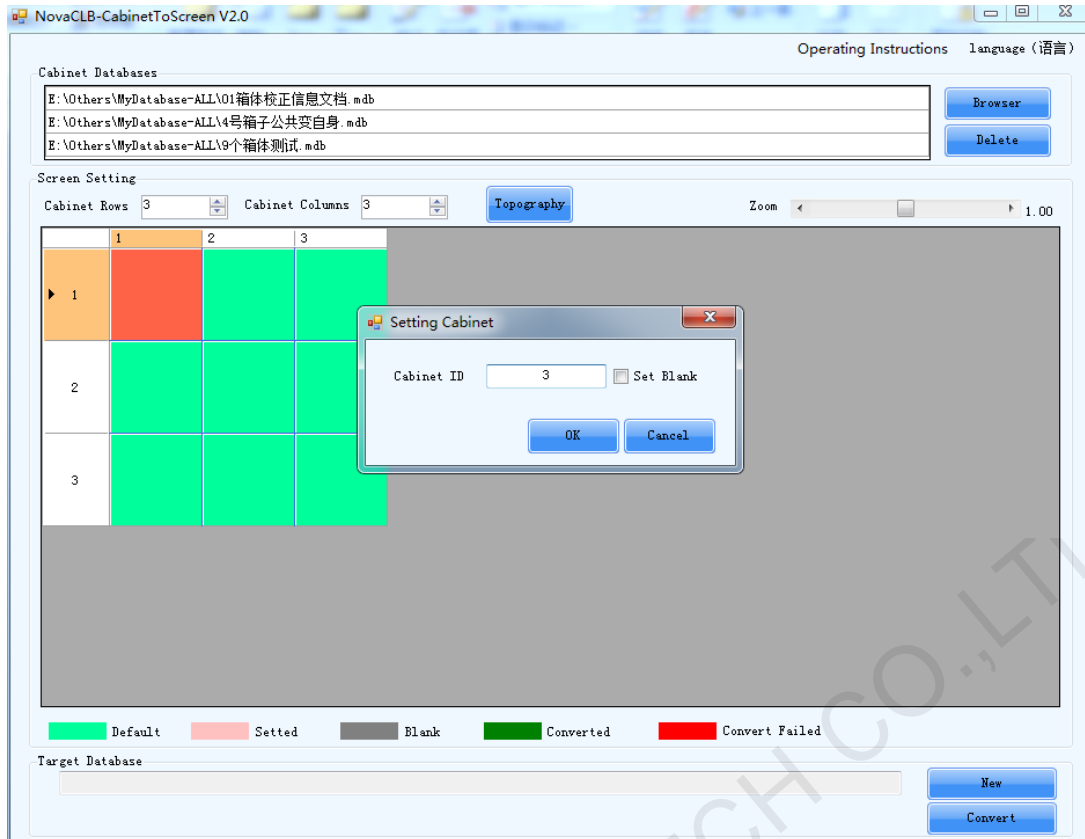 NovaCLB-CabinetToScreen V2.0
Operating Instructions language（语言）
Cabinet Databases
E:\Others\MyDatabase-ALL\01箱体校正信息文档.mdb
E:\Others\MyDatabase-ALL\4号箱子公共变自身.mdb
E:\Others\MyDatabase-ALL\9个箱体测试.mdb
Browser
Delete
Screen Setting
Cabinet Rows 3 Cabinet Columns 3 Topography Zoom 1.00
1 2 3
1
2
3
Setting Cabinet
Cabinet ID 3 Set Blank
OK Cancel
Default Setted Blank Converted Convert Failed
Target Database
New
Convert